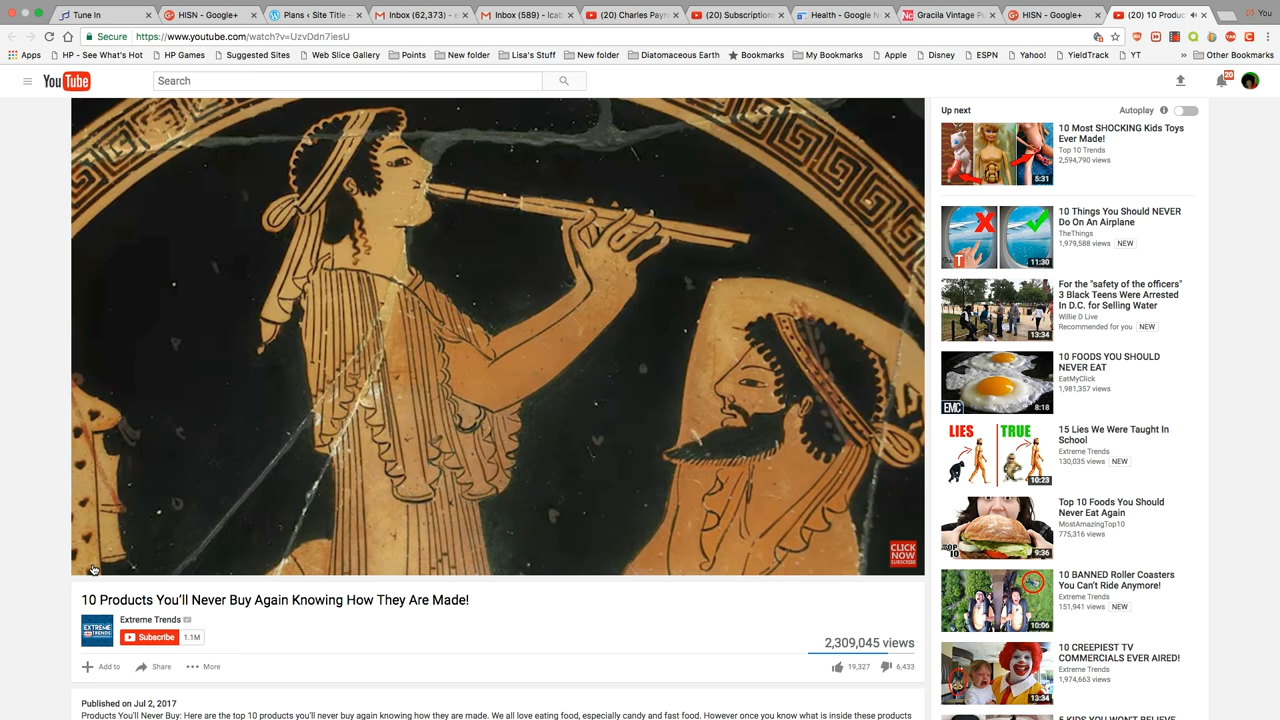 Tune In
HISN - Google+
Plans ‹ Site Title —
Inbox (62,373) - e
Inbox (589) - lcab
(20) Charles Payn
(20) Subscription
Health - Google N
Gracila Vintage P
HISN - Google+
(20) 10 Produc
You
Secure
https://www.youtube.com/watch?v=UzvDdn7iesU
Apps
HP - See What's Hot
HP Games
Suggested Sites
Web Slice Gallery
Points
New folder
Lisa's Stuff
New folder
Diatomaceous Earth
Bookmarks
My Bookmarks
Apple
Disney
ESPN
Yahoo!
YieldTrack
YT
»
Other Bookmarks
YouTube
Search
20
CLICK
NOW
SUBSCRIBE
10 Products You'll Never Buy Again Knowing How They Are Made!
EXTREME
TRENDS
Extreme Trends
Subscribe
1.1M
2,309,045 views
Add to
Share
More
19,327
6,433
Published on Jul 2, 2017
Products You'll Never Buy: Here are the top 10 products you'll never buy again knowing how they are made. We all love eating food, especially candy and fast food. However once you know what is inside these products
Up next
Autoplay
10 Most SHOCKING Kids Toys
Ever Made!
Top 10 Trends
2,594,790 views
5:31
10 Things You Should NEVER
Do On An Airplane
TheThings
1,979,588 views NEW
T
11:30
For the "safety of the officers"
3 Black Teens Were Arrested
In D.C. for Selling Water
Willie D Live
Recommended for you NEW
13:34
10 FOODS YOU SHOULD
NEVER EAT
EatMyClick
1,981,357 views
EMC
8:18
15 Lies We Were Taught In
School
Extreme Trends
130,035 views NEW
LIES
TRUE
10:23
Top 10 Foods You Should
Never Eat Again
MostAmazingTop10
775,316 views
TOP
10
9:36
10 BANNED Roller Coasters
You Can't Ride Anymore!
Extreme Trends
151,941 views NEW
10:06
10 CREEPIEST TV
COMMERCIALS EVER AIRED!
Extreme Trends
1,974,663 views
13:34
5 KIDS YOU WON'T BELIEVE